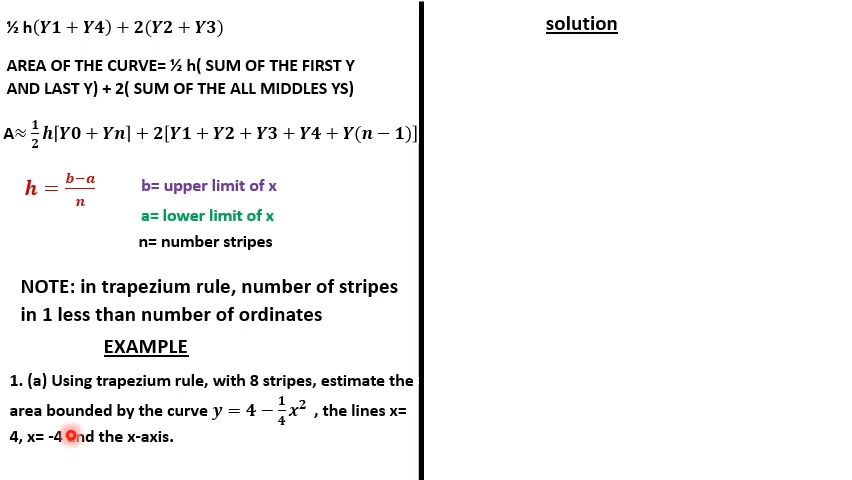 ½ h(Y1 + Y4) + 2(Y2 + Y3)
AREA OF THE CURVE= ½ h( SUM OF THE FIRST Y
AND LAST Y) + 2( SUM OF THE ALL MIDDLES YS)
A≈ 1/2 h[Y0 + Yn] + 2[Y1 + Y2 + Y3 + Y4 + Y(n − 1)]
h = b−a/n
b= upper limit of x
a= lower limit of x
n= number stripes
NOTE: in trapezium rule, number of stripes
in 1 less than number of ordinates
EXAMPLE
1. (a) Using trapezium rule, with 8 stripes, estimate the
area bounded by the curve y = 4 − 1/4 x² , the lines x=
4, x= -4 and the x-axis.
solution